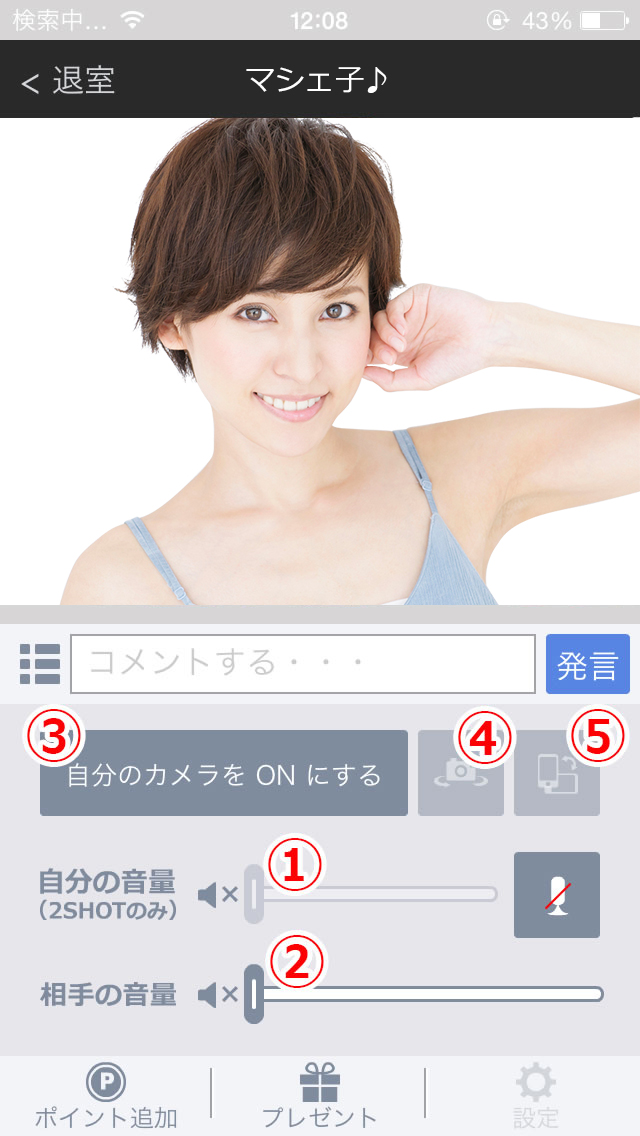 検索中...
12:08
43%
< 退室
マシェ子♪
コメントする・・・
発言
③
自分のカメラを ON にする
④
⑤
自分の音量
(2SHOTのみ)
①
相手の音量
②
P
ポイント追加
プレゼント
設定